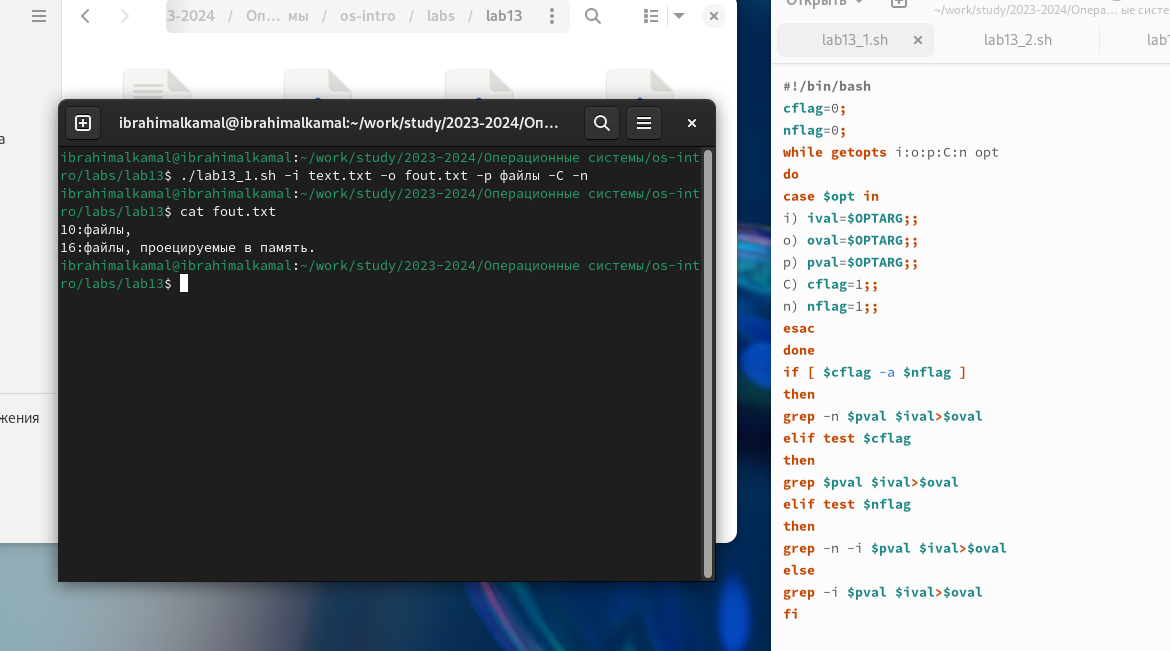 3-2024 / Оп… мы / os-intro / labs / lab13
а
жения
ibrahimalkamal@ibrahimalkamal:~/work/study/2023-2024/Оп…
ibrahimalkamal@ibrahimalkamal:~/work/study/2023-2024/Операционные системы/os-int
ro/labs/lab13$ ./lab13_1.sh -i text.txt -o fout.txt -p файлы -C -n
ibrahimalkamal@ibrahimalkamal:~/work/study/2023-2024/Операционные системы/os-int
ro/labs/lab13$ cat fout.txt
10:файлы,
16:файлы, проецируемые в память.
ibrahimalkamal@ibrahimalkamal:~/work/study/2023-2024/Операционные системы/os-int
ro/labs/lab13$
Открыть
~/work/study/2023-2024/Опера… ые систе
lab13_1.sh lab13_2.sh lab1
#!/bin/bash
cflag=0;
nflag=0;
while getopts i:o:p:C:n opt
do
case $opt in
i) ival=$OPTARG;;
o) oval=$OPTARG;;
p) pval=$OPTARG;;
C) cflag=1;;
n) nflag=1;;
esac
done
if [ $cflag -a $nflag ]
then
grep -n $pval $ival>$oval
elif test $cflag
then
grep $pval $ival>$oval
elif test $nflag
then
grep -n -i $pval $ival>$oval
else
grep -i $pval $ival>$oval
fi